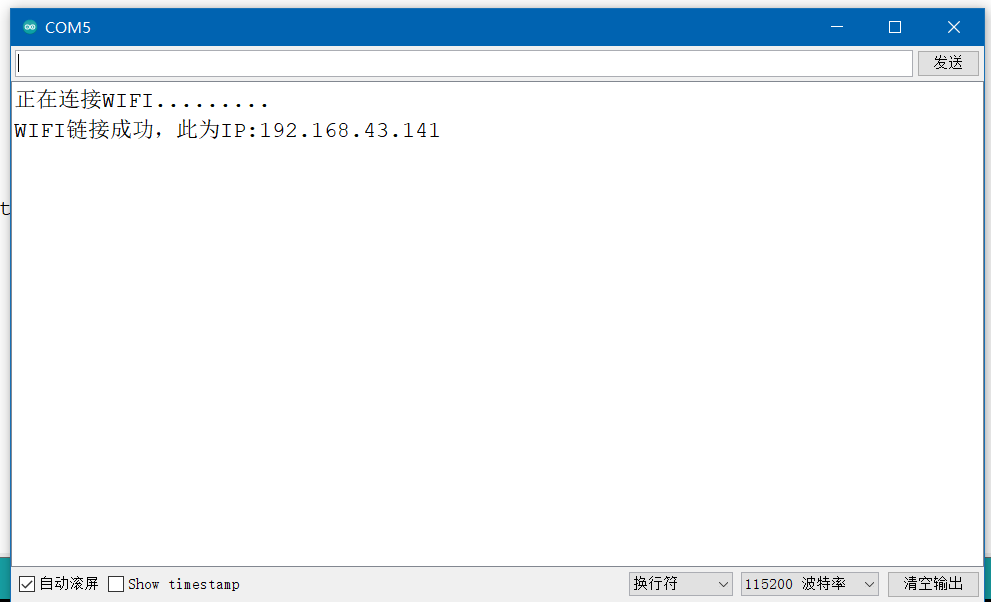 COM5
发送
正在连接WIFI.........
WIFI链接成功，此为IP:192.168.43.141
t
自动滚屏 Show timestamp 换行符 115200 波特率 清空输出